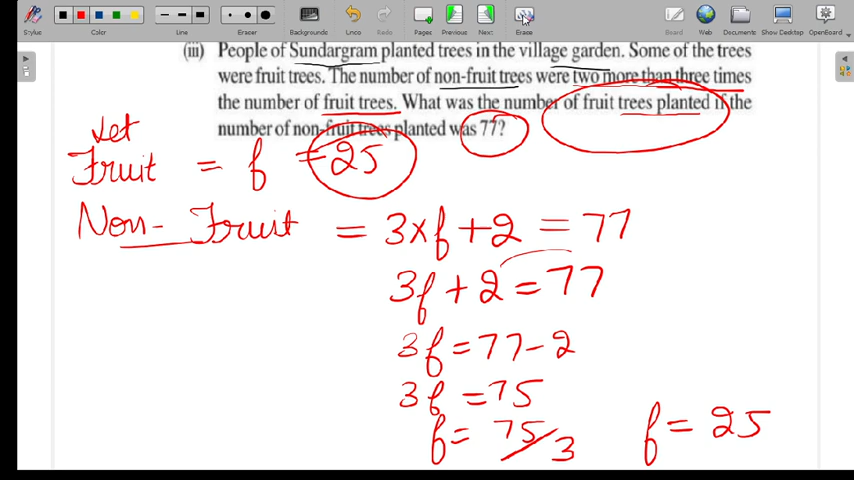 Stylus Color Line Eraser Backgrounds Undo Pages Previous Next Erase Board Web Documents Show Desktop OpenBoard
(iii) People of Sundargram planted trees in the village garden. Some of the trees
were fruit trees. The number of non-fruit trees were two more than three times
the number of fruit trees. What was the number of fruit trees planted if the
number of non-fruit trees planted was 77?
Let
Fruit = f = 25
Non- Fruit = 3×f + 2 = 77
3f + 2 = 77
3f = 77 - 2
3f = 75
f = 75/3 f = 25